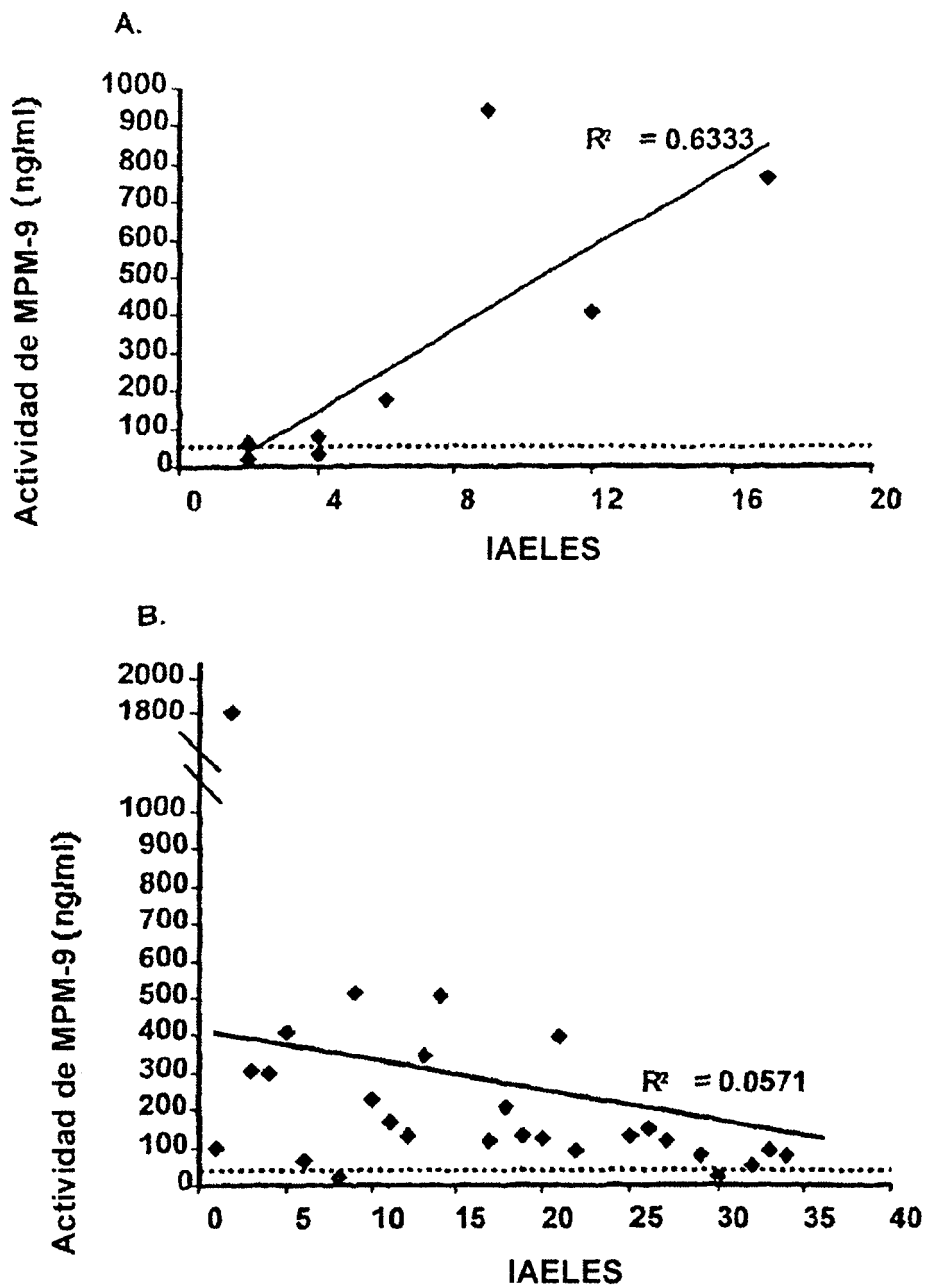 A.
Actividad de MPM-9 (ng/ml)
1000
900
800
700
600
500
400
300
200
100
0
R² = 0.6333
0 4 8 12 16 20
IAELES
B.
Actividad de MPM-9 (ng/ml)
2000
1800
1000
900
800
700
600
500
400
300
200
100
0
R² = 0.0571
0 5 10 15 20 25 30 35 40
IAELES